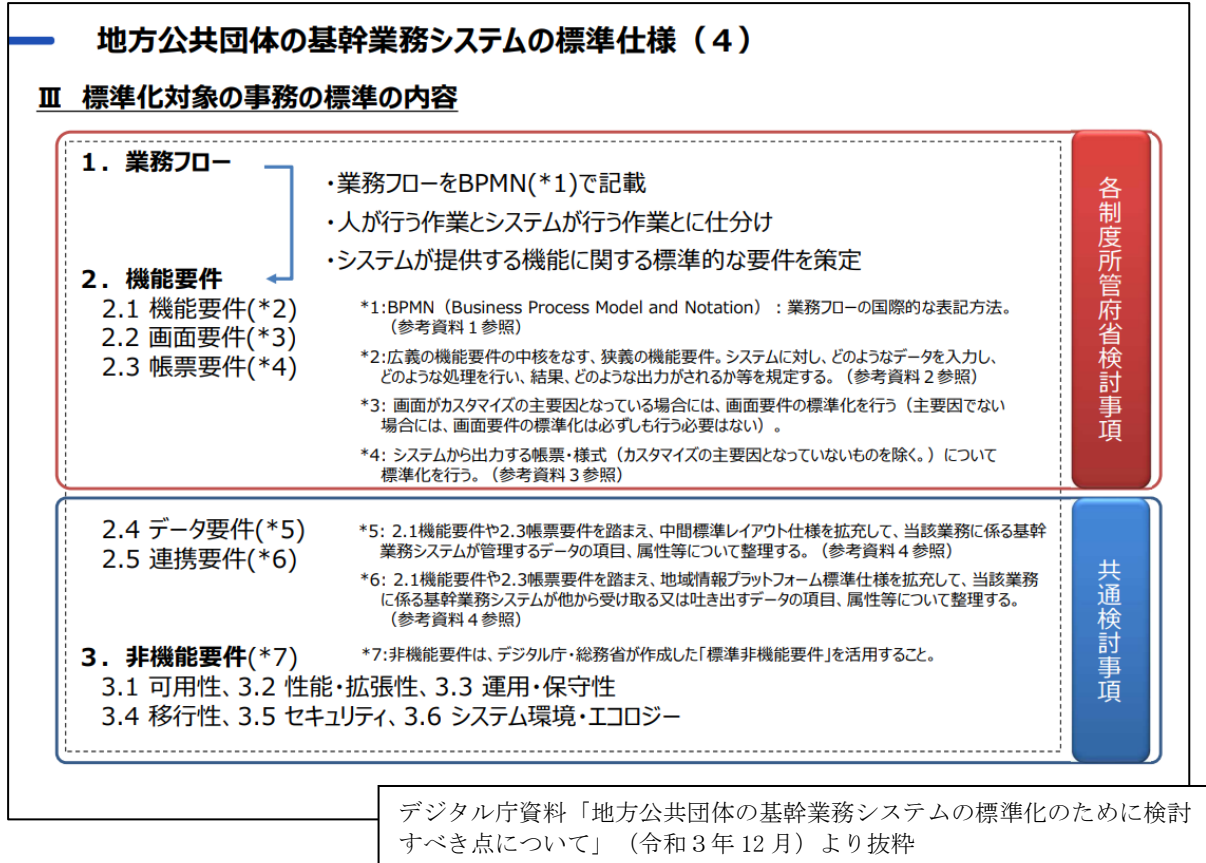 地方公共団体の基幹業務システムの標準仕様（４）
Ⅲ 標準化対象の事務の標準の内容
1. 業務フロー
・業務フローをBPMN(*1)で記載
・人が行う作業とシステムが行う作業とに仕分け
・システムが提供する機能に関する標準的な要件を策定
2. 機能要件
2.1 機能要件(*2)
2.2 画面要件(*3)
2.3 帳票要件(*4)
*1:BPMN（Business Process Model and Notation）：業務フローの国際的な表記方法。
（参考資料１参照）
*2:広義の機能要件の中核をなす、狭義の機能要件。システムに対し、どのようなデータを入力し、
どのような処理を行い、結果、どのような出力がされるか等を規定する。（参考資料２参照）
*3: 画面がカスタマイズの主要因となっている場合には、画面要件の標準化を行う（主要因でない
場合には、画面要件の標準化は必ずしも行う必要はない）。
*4: システムから出力する帳票・様式（カスタマイズの主要因となっていないものを除く。）について
標準化を行う。（参考資料３参照）
各制度所管府省検討事項
2.4 データ要件(*5)
2.5 連携要件(*6)
*5: 2.1機能要件や2.3帳票要件を踏まえ、中間標準レイアウト仕様を拡充して、当該業務に係る基幹
業務システムが管理するデータの項目、属性等について整理する。（参考資料４参照）
*6: 2.1機能要件や2.3帳票要件を踏まえ、地域情報プラットフォーム標準仕様を拡充して、当該業務
に係る基幹業務システムが他から受け取る又は吐き出すデータの項目、属性等について整理する。
（参考資料４参照）
3. 非機能要件(*7)
*7:非機能要件は、デジタル庁・総務省が作成した「標準非機能要件」を活用すること。
3.1 可用性、3.2 性能・拡張性、3.3 運用・保守性
3.4 移行性、3.5 セキュリティ、3.6 システム環境・エコロジー
共通検討事項
デジタル庁資料「地方公共団体の基幹業務システムの標準化のために検討
すべき点について」（令和３年 12 月）より抜粋